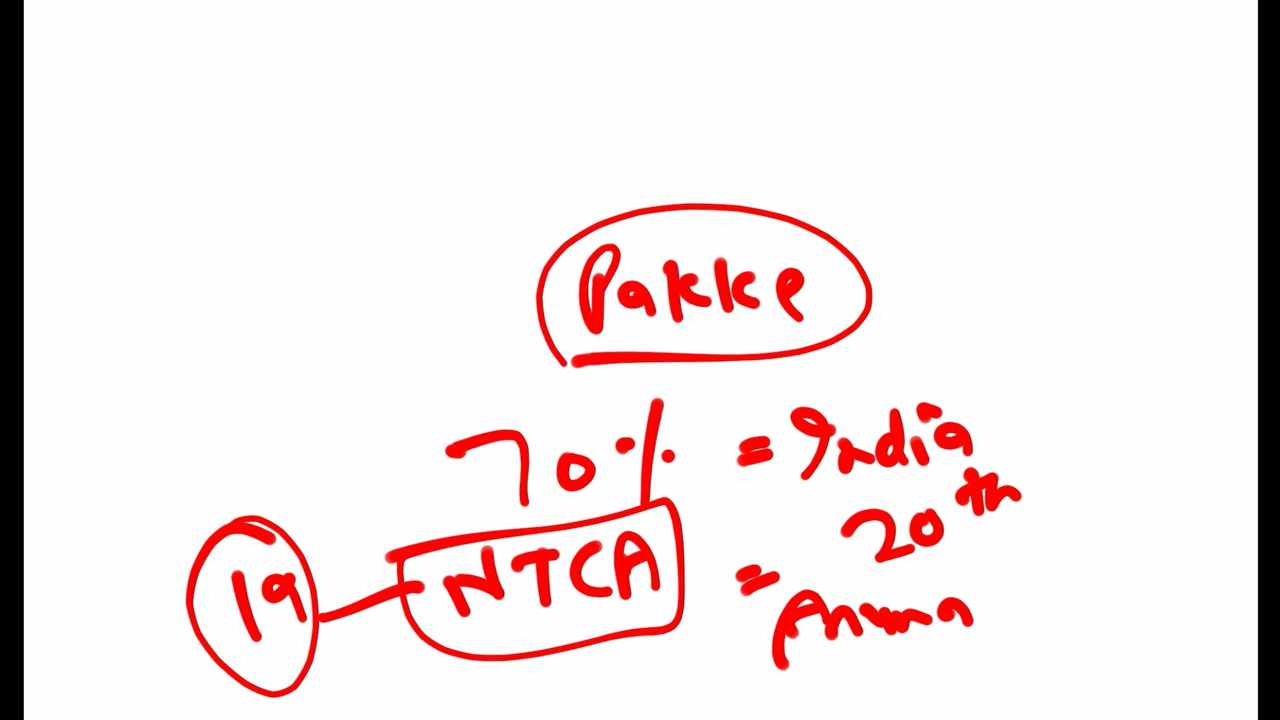 Pakke
70% = India
20th
19 NTCA =